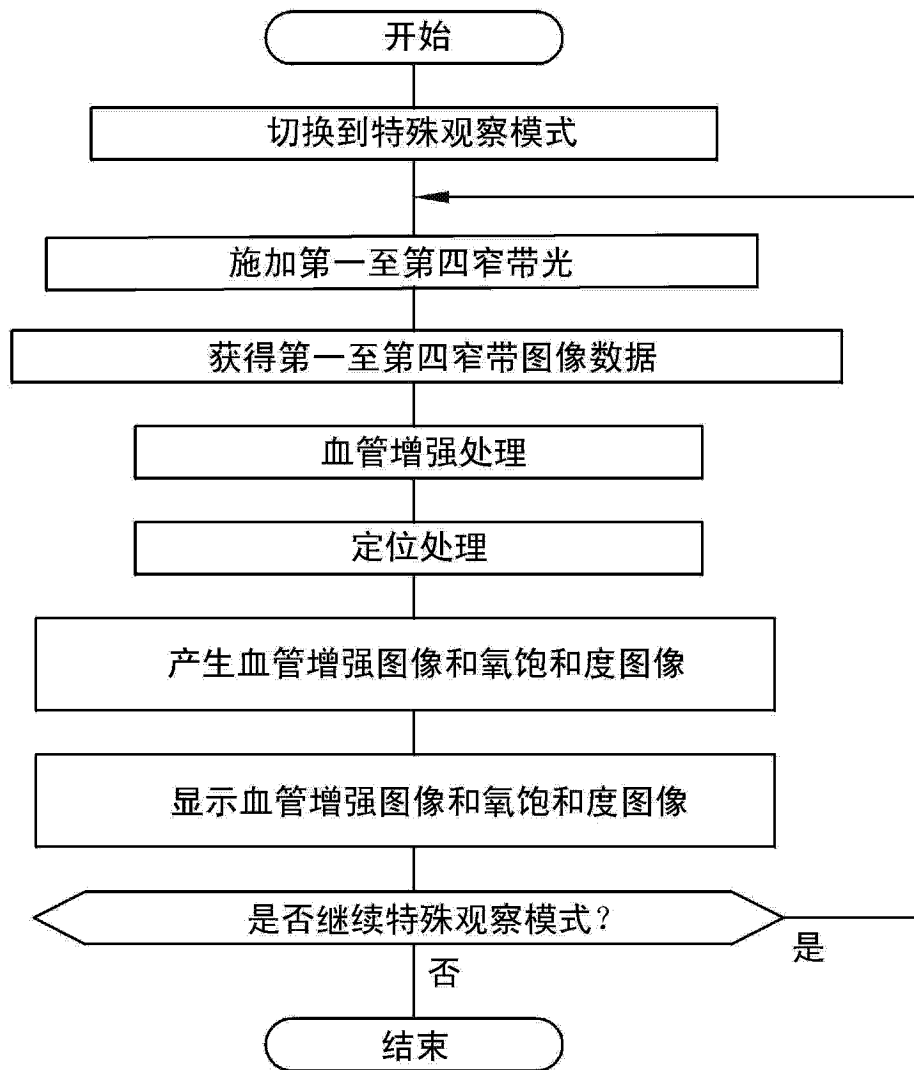 开始
切换到特殊观察模式
施加第一至第四窄带光
获得第一至第四窄带图像数据
血管增强处理
定位处理
产生血管增强图像和氧饱和度图像
显示血管增强图像和氧饱和度图像
是否继续特殊观察模式?
是
否
结束